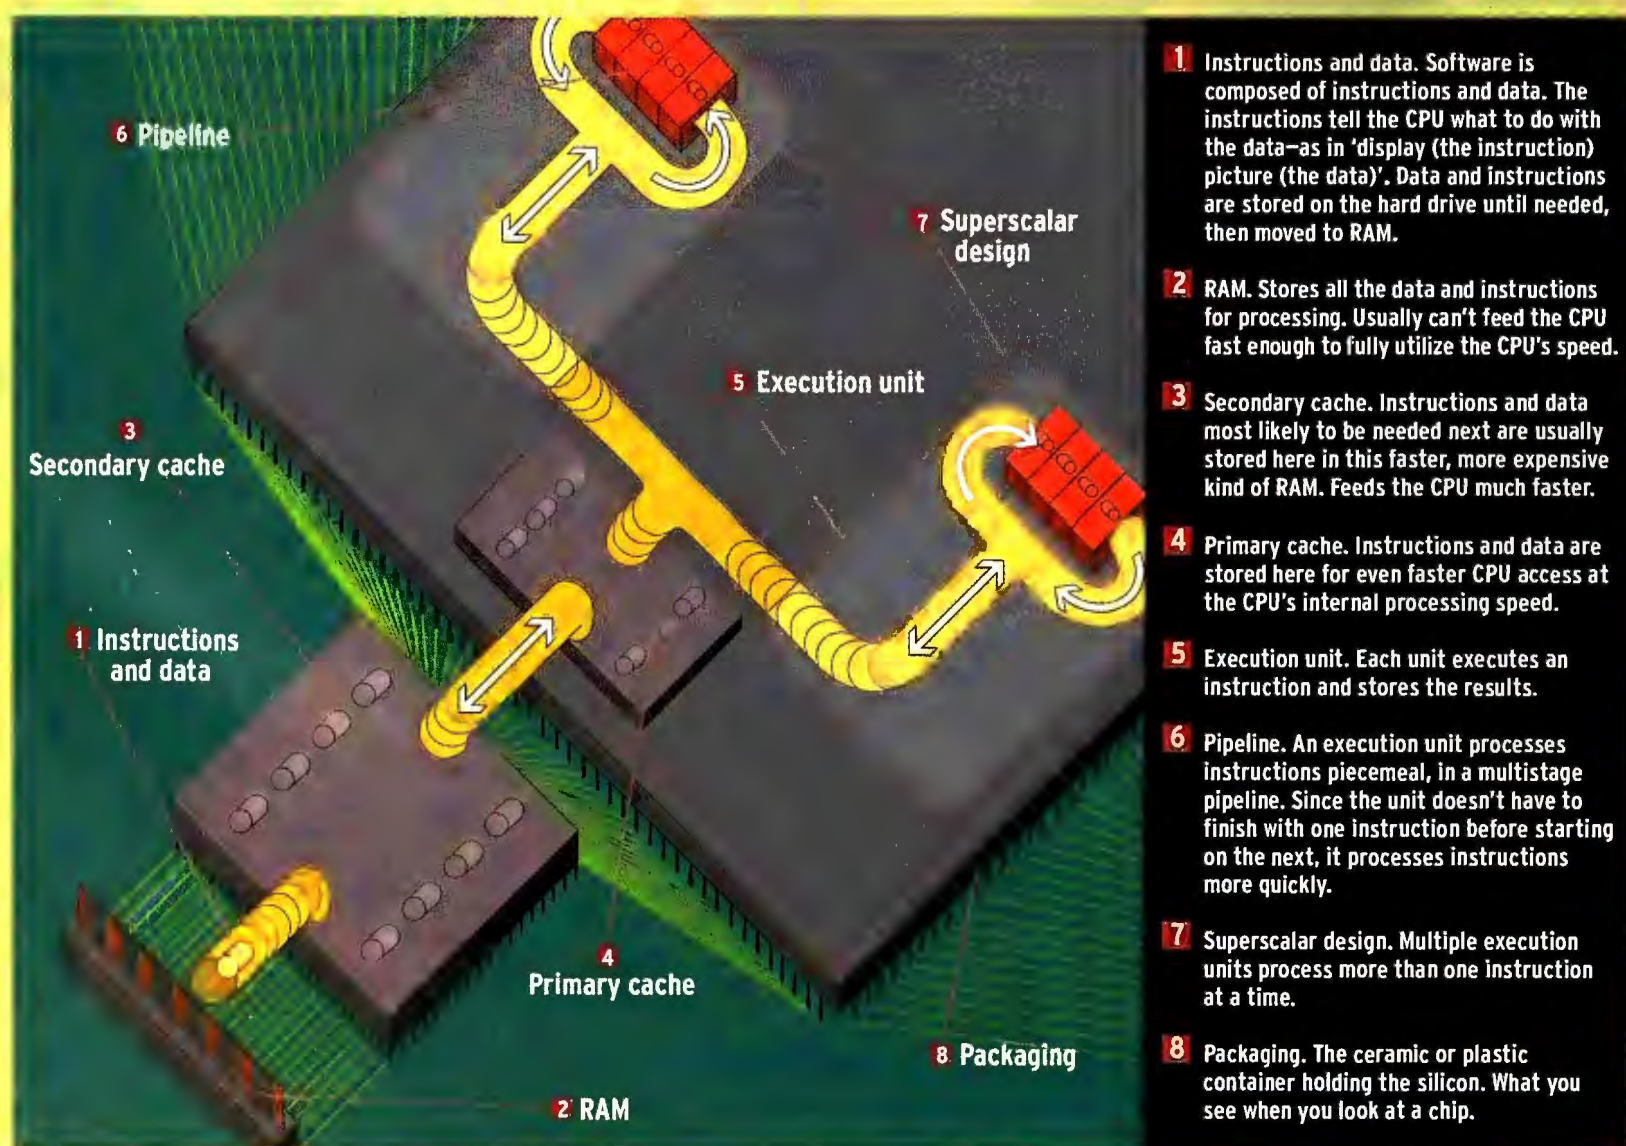 6 Pipeline
7 Superscalar
design
5 Execution unit
3
Secondary cache
1 Instructions
and data
4
Primary cache
8 Packaging
2 RAM
1 Instructions and data. Software is
composed of instructions and data. The
instructions tell the CPU what to do with
the data—as in 'display (the instruction)
picture (the data)'. Data and instructions
are stored on the hard drive until needed,
then moved to RAM.
2 RAM. Stores all the data and instructions
for processing. Usually can't feed the CPU
fast enough to fully utilize the CPU's speed.
3 Secondary cache. Instructions and data
most likely to be needed next are usually
stored here in this faster, more expensive
kind of RAM. Feeds the CPU much faster.
4 Primary cache. Instructions and data are
stored here for even faster CPU access at
the CPU's internal processing speed.
5 Execution unit. Each unit executes an
instruction and stores the results.
6 Pipeline. An execution unit processes
instructions piecemeal, in a multistage
pipeline. Since the unit doesn't have to
finish with one instruction before starting
on the next, it processes instructions
more quickly.
7 Superscalar design. Multiple execution
units process more than one instruction
at a time.
8 Packaging. The ceramic or plastic
container holding the silicon. What you
see when you look at a chip.